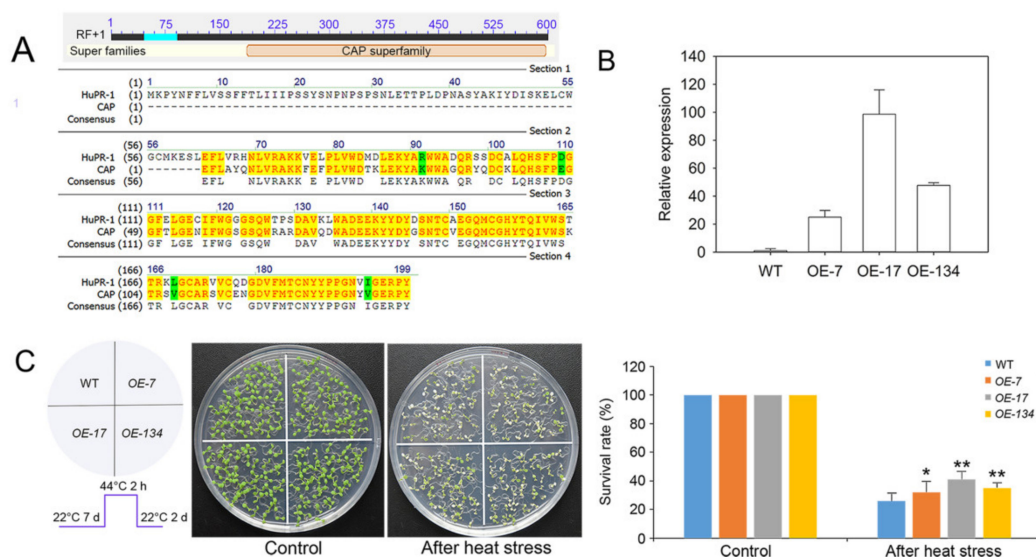 A
1 75 150 225 300 375 450 525 600
RF+1
Super families CAP superfamily
Section 1
(1) 1 10 20 30 40 55
HuPR-1 (1) MKPYNFFLVSSFFTLIIIPSSYSNPNPSPSNLETTPLDPNASYAKIYDISKELCW
CAP (1) -------------------------------------------------------
Consensus (1)
Section 2
(56) 56 70 80 90 100 110
HuPR-1 (56) GCMKESLEFLVRHNLVRAKKVELPLVWDMDLEKYARWWADQRSSDCALQHSFPDG
CAP (1) -------EFLAYQNLVRAKKFEFPLVWDTKLEKYAKWWAGQRYQDCKLQHSFPEG
Consensus (56) EFL NLVRAKK E PLVWD LEKYAKWWA QR DC LQHSFPDG
Section 3
(111) 111 120 130 140 150 165
HuPR-1 (111) GFELGECIFWGGGSQWTPSDAVKLWADEEKYYDYDSNTCAEGQMCGHYTQIVWST
CAP (49) GFTLGENIFWGSGSQWRARDAVQDWADEEKYYDYDSNTCVEGQMCGHYTQIVWSK
Consensus (111) GF LGE IFWG GSQW DAV WADEEKYYDYDSNTC EGQMCGHYTQIVWS
Section 4
(166) 166 180 199
HuPR-1 (166) TRKLGCARVVCQDGDVFMTCNYYPPGNVIGERPY
CAP (104) TRSVGCARSVCENGDVFMTCNYYPPGNYVGERPY
Consensus (166) TR LGCAR VC GDVFMTCNYYPPGN IGERPY
1
B
Relative expression
140
120
100
80
60
40
20
0
WT OE-7 OE-17 OE-134
C
WT OE-7
OE-17 OE-134
44°C 2 h
22°C 7 d 22°C 2 d
Control After heat stress
Survival rate (%)
120
100
80
60
40
20
0
WT
OE-7
OE-17
OE-134
* ** **
Control After heat stress